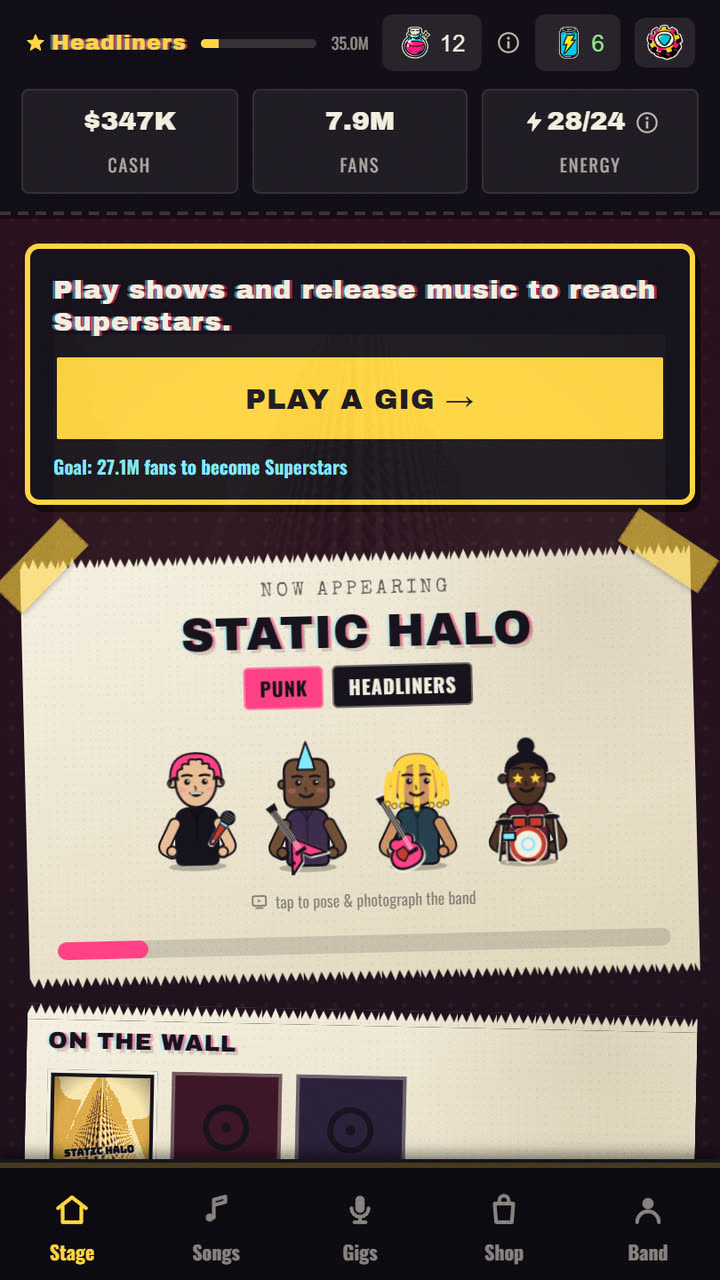 Headliners
35.0M
12
6
$347K
CASH
7.9M
FANS
28/24
ENERGY
Play shows and release music to reach
Superstars.
PLAY A GIG →
Goal: 27.1M fans to become Superstars
NOW APPEARING
STATIC HALO
PUNK
HEADLINERS
tap to pose & photograph the band
ON THE WALL
STATIC HALO
Stage
Songs
Gigs
Shop
Band